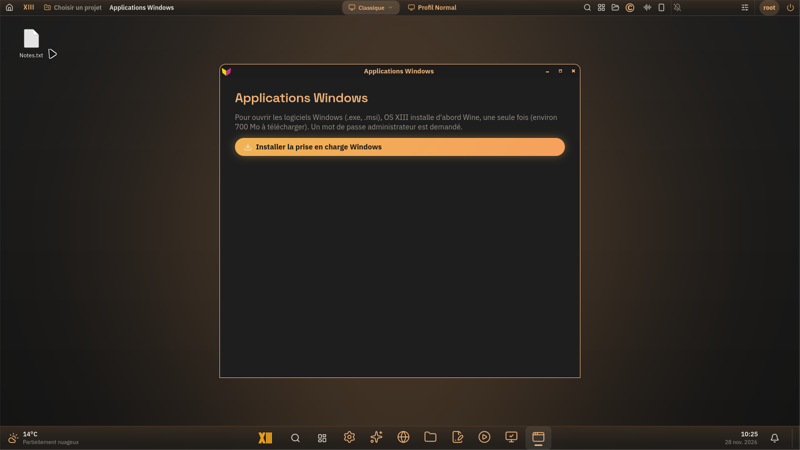 XIII Choisir un projet Applications Windows Classique Profil Normal root
Notes.txt
Applications Windows
Applications Windows
Pour ouvrir les logiciels Windows (.exe, .msi), OS XIII installe d'abord Wine, une seule fois (environ
700 Mo à télécharger). Un mot de passe administrateur est demandé.
Installer la prise en charge Windows
14°C
Partiellement nuageux
XIII
10:25
28 nov. 2026